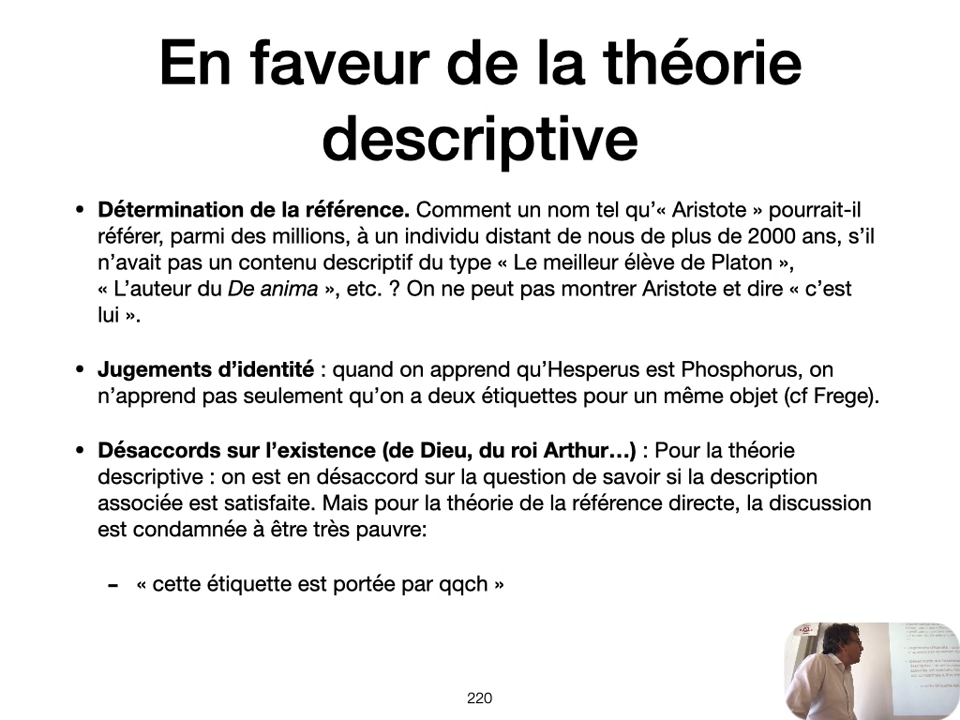 En faveur de la théorie
descriptive
• Détermination de la référence. Comment un nom tel qu’« Aristote » pourrait-il
référer, parmi des millions, à un individu distant de nous de plus de 2000 ans, s’il
n’avait pas un contenu descriptif du type « Le meilleur élève de Platon »,
« L’auteur du De anima », etc. ? On ne peut pas montrer Aristote et dire « c’est
lui ».
• Jugements d’identité : quand on apprend qu’Hesperus est Phosphorus, on
n’apprend pas seulement qu’on a deux étiquettes pour un même objet (cf Frege).
• Désaccords sur l’existence (de Dieu, du roi Arthur…) : Pour la théorie
descriptive : on est en désaccord sur la question de savoir si la description
associée est satisfaite. Mais pour la théorie de la référence directe, la discussion
est condamnée à être très pauvre:
– « cette étiquette est portée par qqch »
220